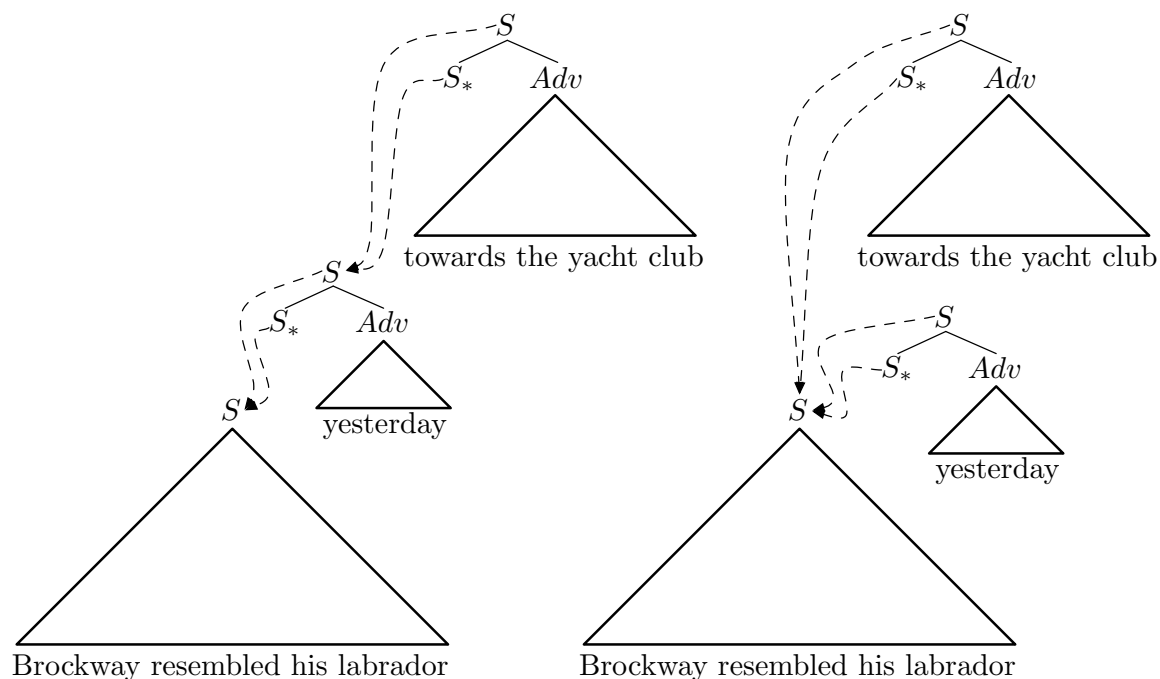 S
S
S* Adv
S* Adv
towards the yacht club
towards the yacht club
S
S* Adv
S
S* Adv
S
S
yesterday
yesterday
Brockway resembled his labrador
Brockway resembled his labrador